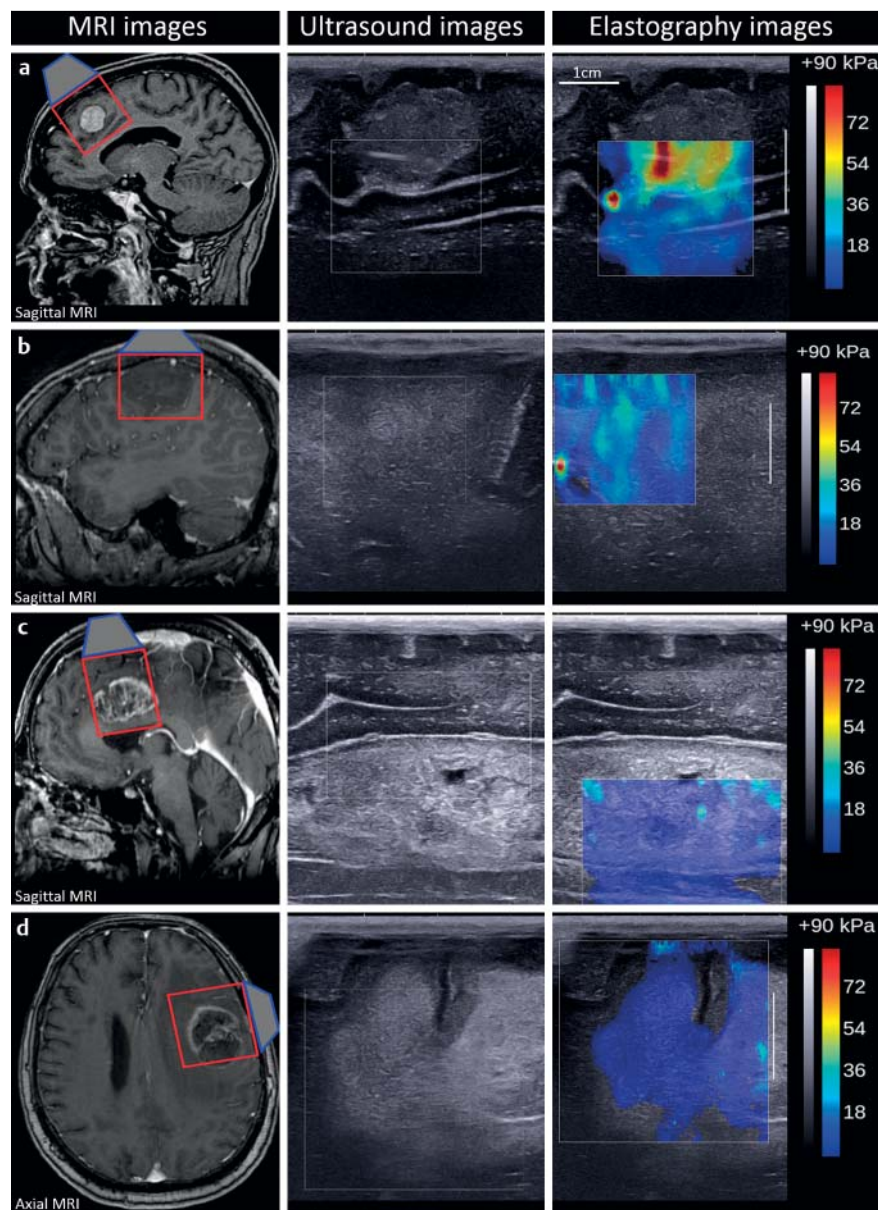 MRI images Ultrasound images Elastography images
a
1cm
+90 kPa
72
54
36
18
Sagittal MRI
b
+90 kPa
72
54
36
18
Sagittal MRI
c
+90 kPa
72
54
36
18
Sagittal MRI
d
+90 kPa
72
54
36
18
Axial MRI